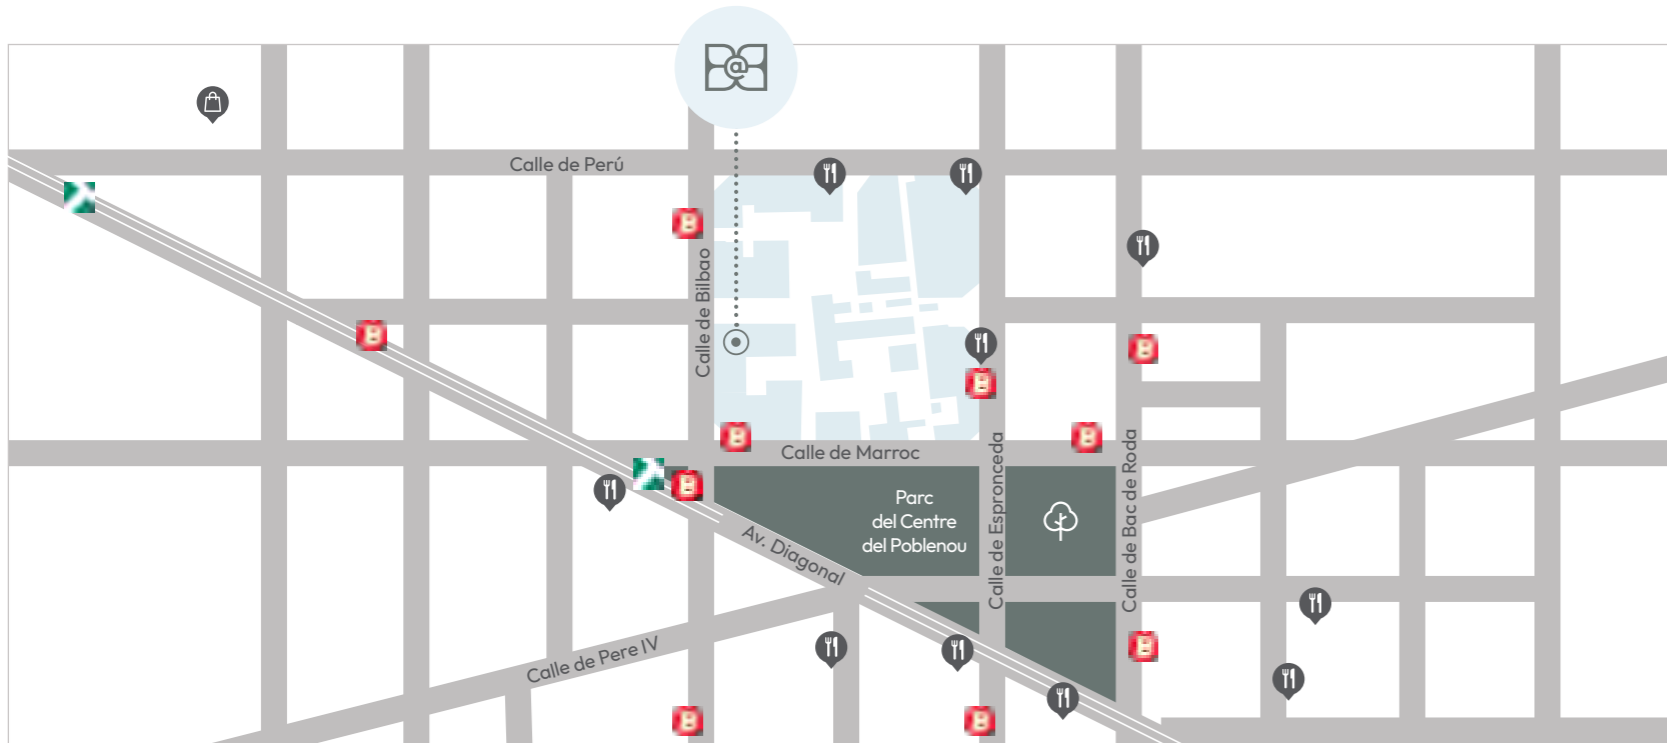 @
Calle de Perú
Calle de Bilbao
Calle de Marroc
Parc
del Centre
del Poblenou
Calle de Espronceda
Calle de Bac de Roda
Av. Diagonal
Calle de Pere IV